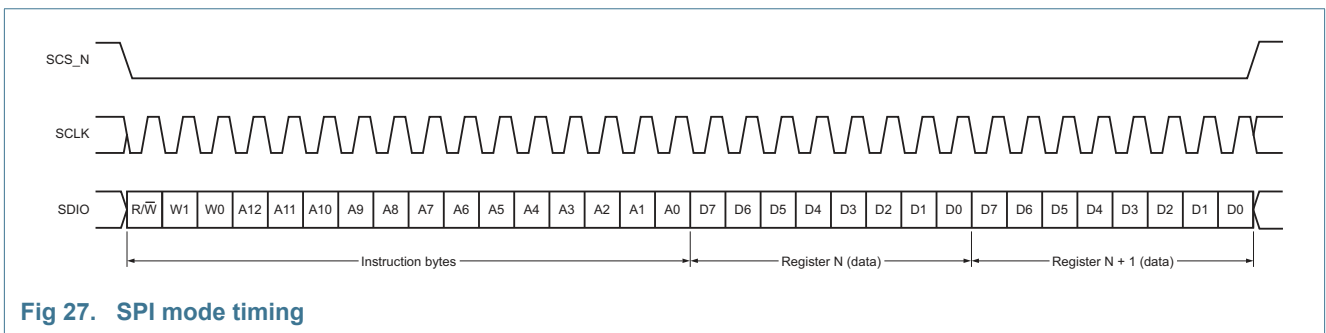 SCS_N
SCLK
SDIO R/W̅ W1 W0 A12 A11 A10 A9 A8 A7 A6 A5 A4 A3 A2 A1 A0 D7 D6 D5 D4 D3 D2 D1 D0 D7 D6 D5 D4 D3 D2 D1 D0
Instruction bytes Register N (data) Register N + 1 (data)
Fig 27. SPI mode timing